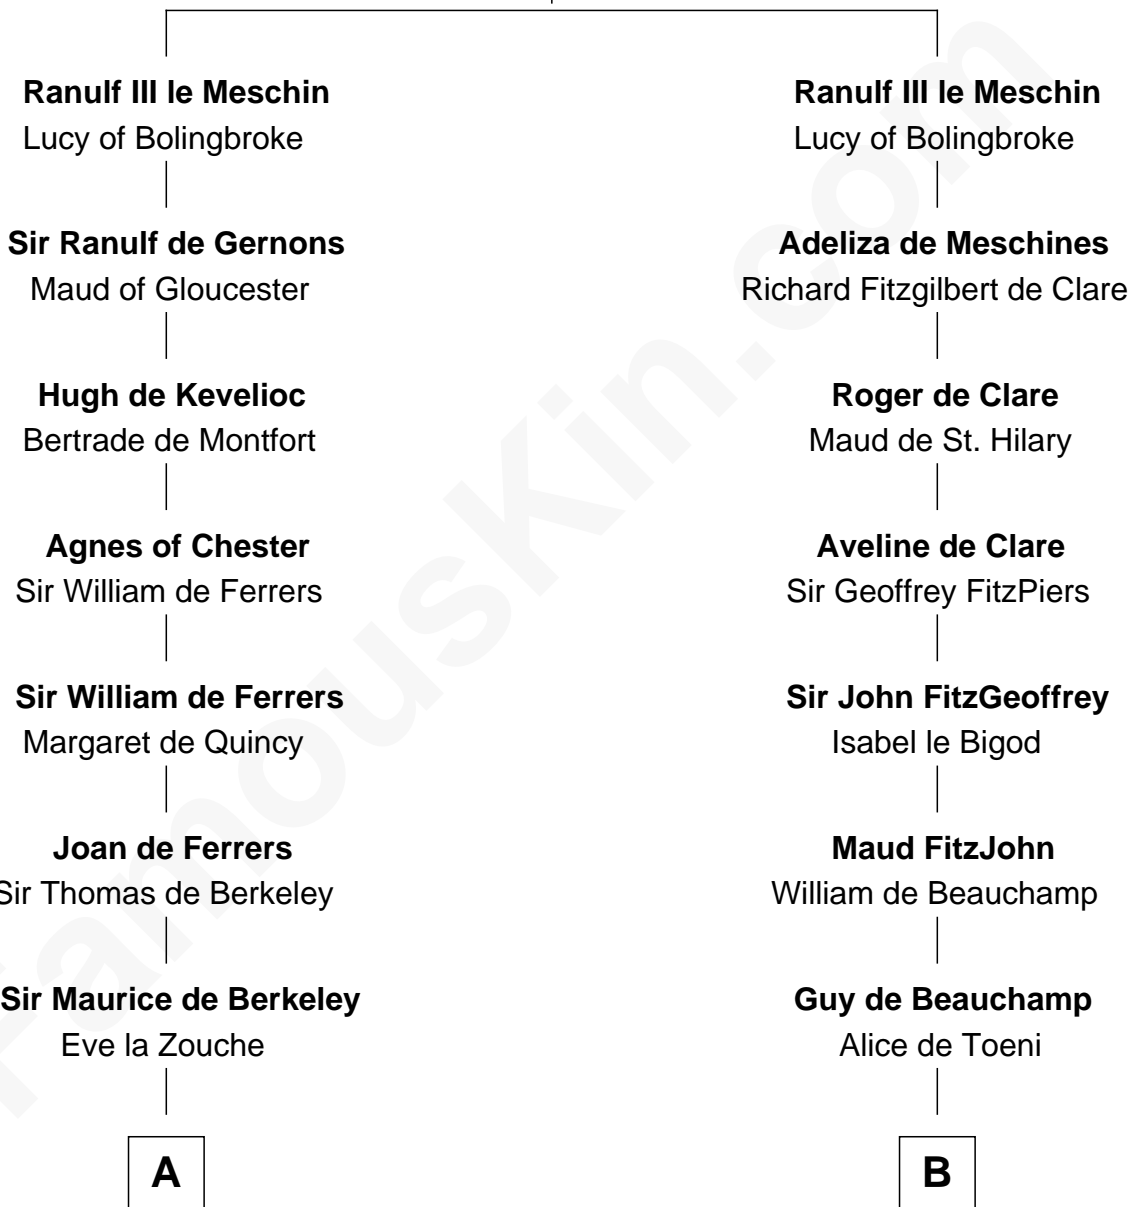 Ranulf III le Meschin
Lucy of Bolingbroke
Sir Ranulf de Gernons
Maud of Gloucester
Hugh de Kevelioc
Bertrade de Montfort
Agnes of Chester
Sir William de Ferrers
Sir William de Ferrers
Margaret de Quincy
Joan de Ferrers
Sir Thomas de Berkeley
Sir Maurice de Berkeley
Eve la Zouche
A
Ranulf III le Meschin
Lucy of Bolingbroke
Adeliza de Meschines
Richard Fitzgilbert de Clare
Roger de Clare
Maud de St. Hilary
Aveline de Clare
Sir Geoffrey FitzPiers
Sir John FitzGeoffrey
Isabel le Bigod
Maud FitzJohn
William de Beauchamp
Guy de Beauchamp
Alice de Toeni
B
FamousKin.com